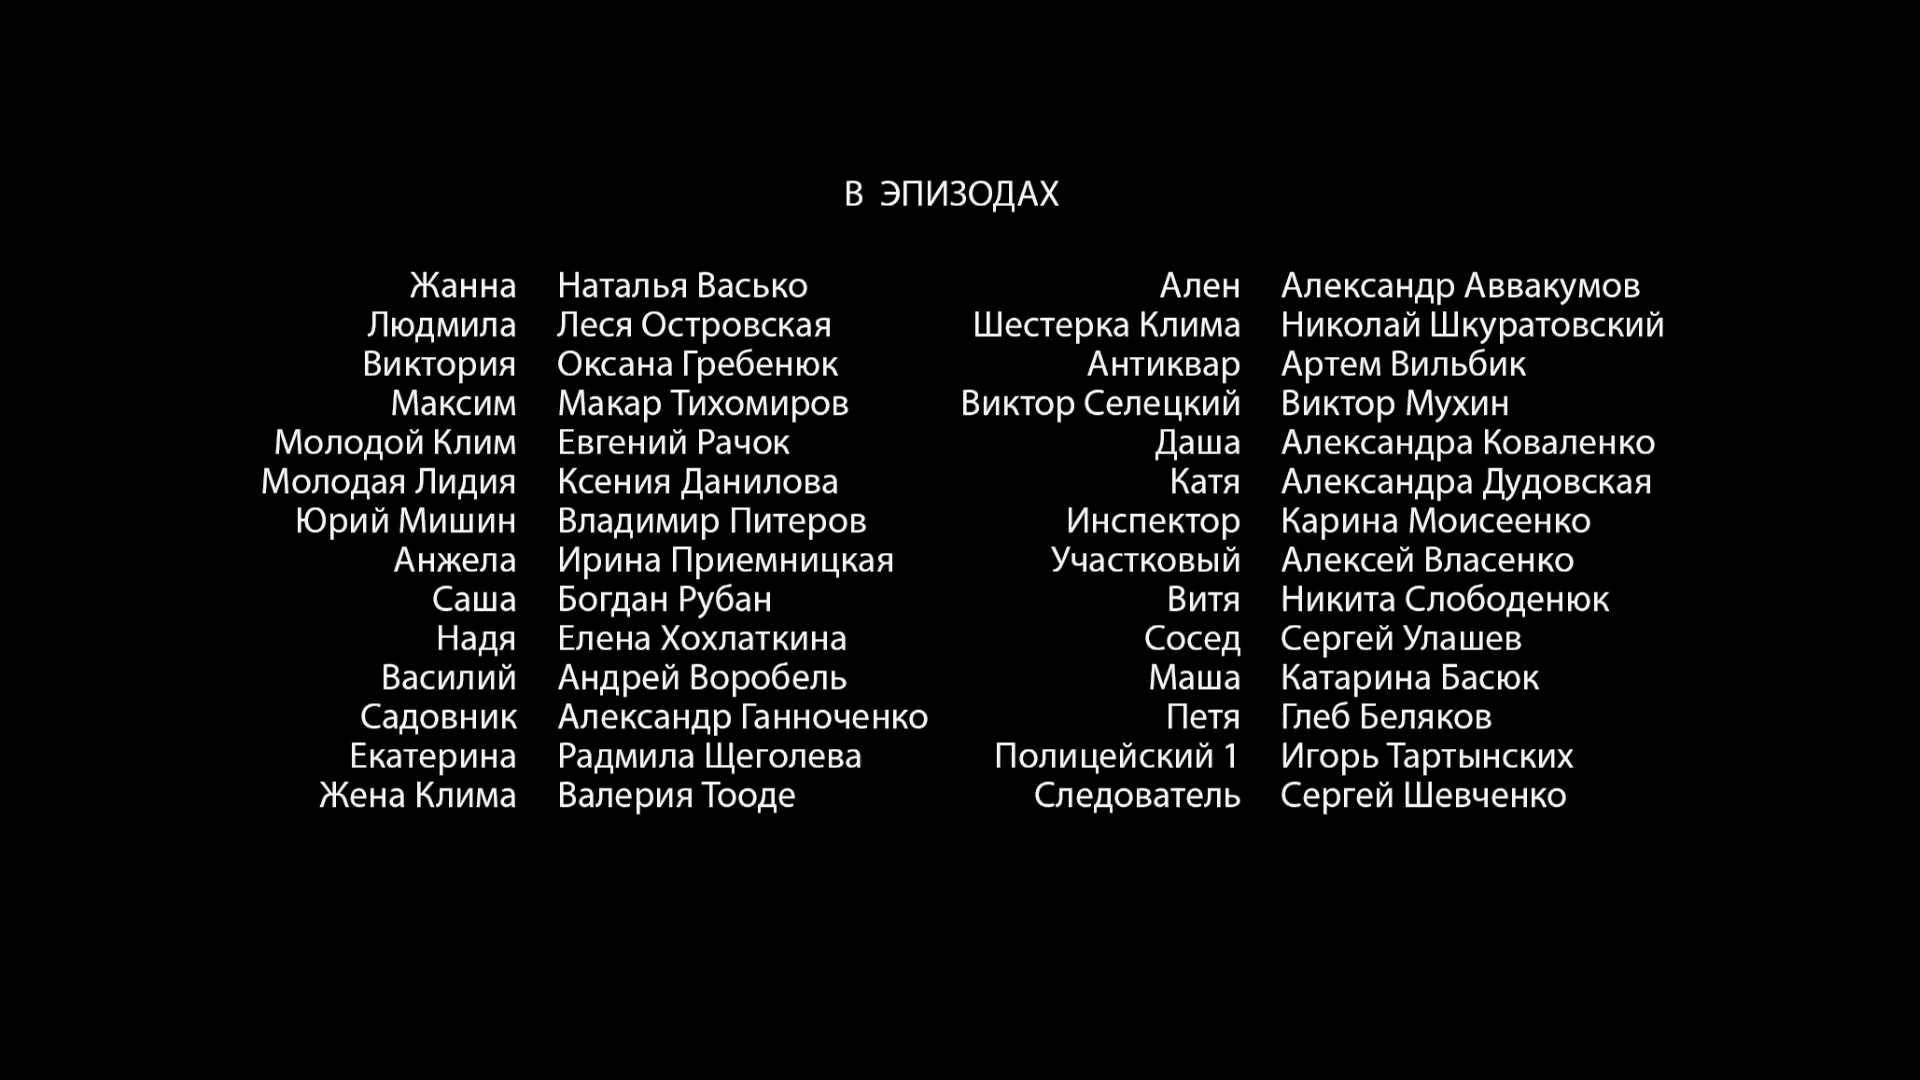 В ЭПИЗОДАХ
Жанна Наталья Васько
Людмила Леся Островская
Виктория Оксана Гребенюк
Максим Макар Тихомиров
Молодой Клим Евгений Рачок
Молодая Лидия Ксения Данилова
Юрий Мишин Владимир Питеров
Анжела Ирина Приемницкая
Саша Богдан Рубан
Надя Елена Хохлаткина
Василий Андрей Воробель
Садовник Александр Ганноченко
Екатерина Радмила Щеголева
Жена Клима Валерия Тооде
Ален Александр Аввакумов
Шестерка Клима Николай Шкуратовский
Антиквар Артем Вильбик
Виктор Селецкий Виктор Мухин
Даша Александра Коваленко
Катя Александра Дудовская
Инспектор Карина Моисеенко
Участковый Алексей Власенко
Витя Никита Слободенюк
Сосед Сергей Улашев
Маша Катарина Басюк
Петя Глеб Беляков
Полицейский 1 Игорь Тартынских
Следователь Сергей Шевченко